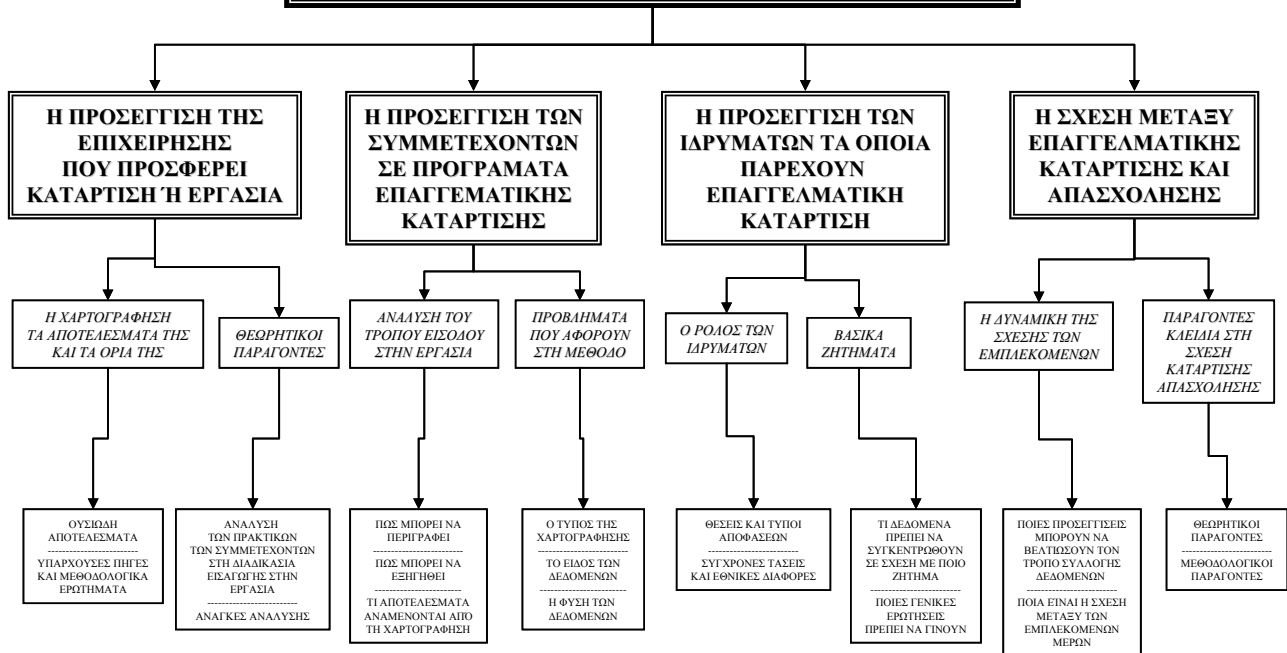 Η ΠΡΟΣΕΓΓΙΣΗ ΤΗΣ
ΕΠΙΧΕΙΡΗΣΗΣ
ΠΟΥ ΠΡΟΣΦΕΡΕΙ
ΚΑΤΑΡΤΙΣΗ Ή ΕΡΓΑΣΙΑ
Η ΠΡΟΣΕΓΓΙΣΗ ΤΩΝ
ΣΥΜΜΕΤΕΧΟΝΤΩΝ
ΣΕ ΠΡΟΓΡΑΜΑΤΑ
ΕΠΑΓΓΕΜΑΤΙΚΗΣ
ΚΑΤΑΡΤΙΣΗΣ
Η ΠΡΟΣΕΓΓΙΣΗ ΤΩΝ
ΙΔΡΥΜΑΤΩΝ ΤΑ ΟΠΟΙΑ
ΠΑΡΕΧΟΥΝ
ΕΠΑΓΓΕΛΜΑΤΙΚΗ
ΚΑΤΑΡΤΙΣΗ
Η ΣΧΕΣΗ ΜΕΤΑΞΥ
ΕΠΑΓΓΕΛΜΑΤΙΚΗΣ
ΚΑΤΑΡΤΙΣΗΣ ΚΑΙ
ΑΠΑΣΧΟΛΗΣΗΣ
Η ΧΑΡΤΟΓΡΑΦΗΣΗ
ΤΑ ΑΠΟΤΕΛΕΣΜΑΤΑ ΤΗΣ
ΚΑΙ ΤΑ ΟΡΙΑ ΤΗΣ
ΘΕΩΡΗΤΙΚΟΙ
ΠΑΡΑΓΟΝΤΕΣ
ΑΝΑΛΥΣΗ ΤΟΥ
ΤΡΟΠΟΥ ΕΙΣΟΔΟΥ
ΣΤΗΝ ΕΡΓΑΣΙΑ
ΠΡΟΒΛΗΜΑΤΑ
ΠΟΥ ΑΦΟΡΟΥΝ
ΣΤΗ ΜΕΘΟΔΟ
Ο ΡΟΛΟΣ ΤΩΝ
ΙΔΡΥΜΑΤΩΝ
ΒΑΣΙΚΑ
ΖΗΤΗΜΑΤΑ
Η ΔΥΝΑΜΙΚΗ ΤΗΣ
ΣΧΕΣΗΣ ΤΩΝ
ΕΜΠΛΕΚΟΜΕΝΩΝ
ΠΑΡΑΓΟΝΤΕΣ
ΚΛΕΙΔΙΑ ΣΤΗ
ΣΧΕΣΗ
ΚΑΤΑΡΤΙΣΗΣ
ΑΠΑΣΧΟΛΗΣΗΣ
ΟΥΣΙΩΔΗ
ΑΠΟΤΕΛΕΣΜΑΤΑ
--------------------------
ΥΠΑΡΧΟΥΣΕΣ ΠΗΓΕΣ
ΚΑΙ ΜΕΘΟΔΟΛΟΓΙΚΑ
ΕΡΩΤΗΜΑΤΑ
ΑΝΑΛΥΣΗ
ΤΩΝ ΠΡΑΚΤΙΚΩΝ
ΤΩΝ ΣΥΜΜΕΤΕΧΟΝΤΩΝ
ΣΤΗ ΔΙΑΔΙΚΑΣΙΑ
ΕΙΣΑΓΩΓΗΣ ΣΤΗΝ
ΕΡΓΑΣΙΑ
--------------------------
ΑΝΑΓΚΕΣ ΑΝΑΛΥΣΗΣ
ΠΩΣ ΜΠΟΡΕΙ ΝΑ
ΠΕΡΙΓΡΑΦΕΙ
-------------------------
ΠΩΣ ΜΠΟΡΕΙ ΝΑ
ΕΞΗΓΗΘΕΙ
-------------------------
ΤΙ ΑΠΟΤΕΛΕΣΜΑΤΑ
ΑΝΑΜΕΝΟΝΤΑΙ ΑΠΌ
ΤΗ ΧΑΡΤΟΓΡΑΦΗΣΗ
Ο ΤΥΠΟΣ ΤΗΣ
ΧΑΡΤΟΓΡΑΦΗΣΗΣ
--------------------------
ΤΟ ΕΙΔΟΣ ΤΩΝ
ΔΕΔΟΜΕΝΩΝ
-------------------------
Η ΦΥΣΗ ΤΩΝ
ΔΕΔΟΜΕΝΩΝ
ΘΕΣΕΙΣ ΚΑΙ ΤΥΠΟΙ
ΑΠΟΦΑΣΕΩΝ
--------------------------
ΣΥΓΧΡΟΝΕΣ ΤΑΣΕΙΣ
ΚΑΙ ΕΘΝΙΚΕΣ ΔΙΑΦΟΡΕΣ
ΤΙ ΔΕΔΟΜΕΝΑ
ΠΡΕΠΕΙ ΝΑ
ΣΥΓΚΕΝΤΡΩΘΟΥΝ
ΣΕ ΣΧΕΣΗ ΜΕ ΠΟΙΟ
ΖΗΤΗΜΑ
--------------------------
ΠΟΙΕΣ ΓΕΝΙΚΕΣ
ΕΡΩΤΗΣΕΙΣ
ΠΡΕΠΕΙ ΝΑ ΓΙΝΟΥΝ
ΠΟΙΕΣ ΠΡΟΣΕΓΓΙΣΕΙΣ
ΜΠΟΡΟΥΝ ΝΑ
ΒΕΛΤΙΩΣΟΥΝ ΤΟΝ
ΤΡΟΠΟ ΣΥΛΛΟΓΗΣ
ΔΕΔΟΜΕΝΩΝ
--------------------------
ΠΟΙΑ ΕΊΝΑΙ Η ΣΧΕΣΗ
ΜΕΤΑΞΥ ΤΩΝ
ΕΜΠΛΕΚΟΜΕΝΩΝ
ΜΕΡΩΝ
ΘΕΩΡΗΤΙΚΟΙ
ΠΑΡΑΓΟΝΤΕΣ
--------------------------
ΜΕΘΟΔΟΛΟΓΙΚΟΙ
ΠΑΡΑΓΟΝΤΕΣ